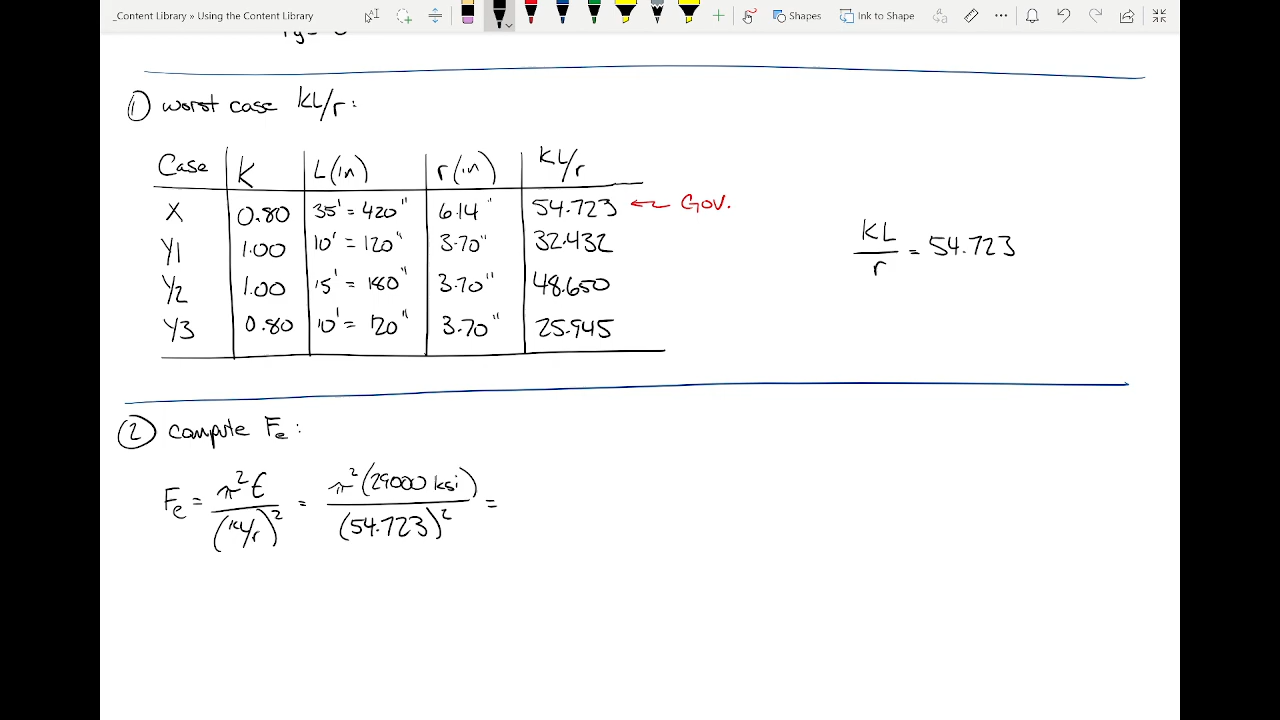 _Content Library » Using the Content Library
Shapes
Ink to Shape
① worst case KL/r:
Case K L(in) r(in) KL/r
X 0.80 35' = 420" 6.14" 54.723 ← Gov.
Y1 1.00 10' = 120" 3.70" 32.432
Y2 1.00 15' = 180" 3.70" 48.650
Y3 0.80 10' = 120" 3.70" 25.945
KL/r = 54.723
② compute Fe:
Fe = π²E/(KL/r)² = π²(29000 ksi)/(54.723)² =